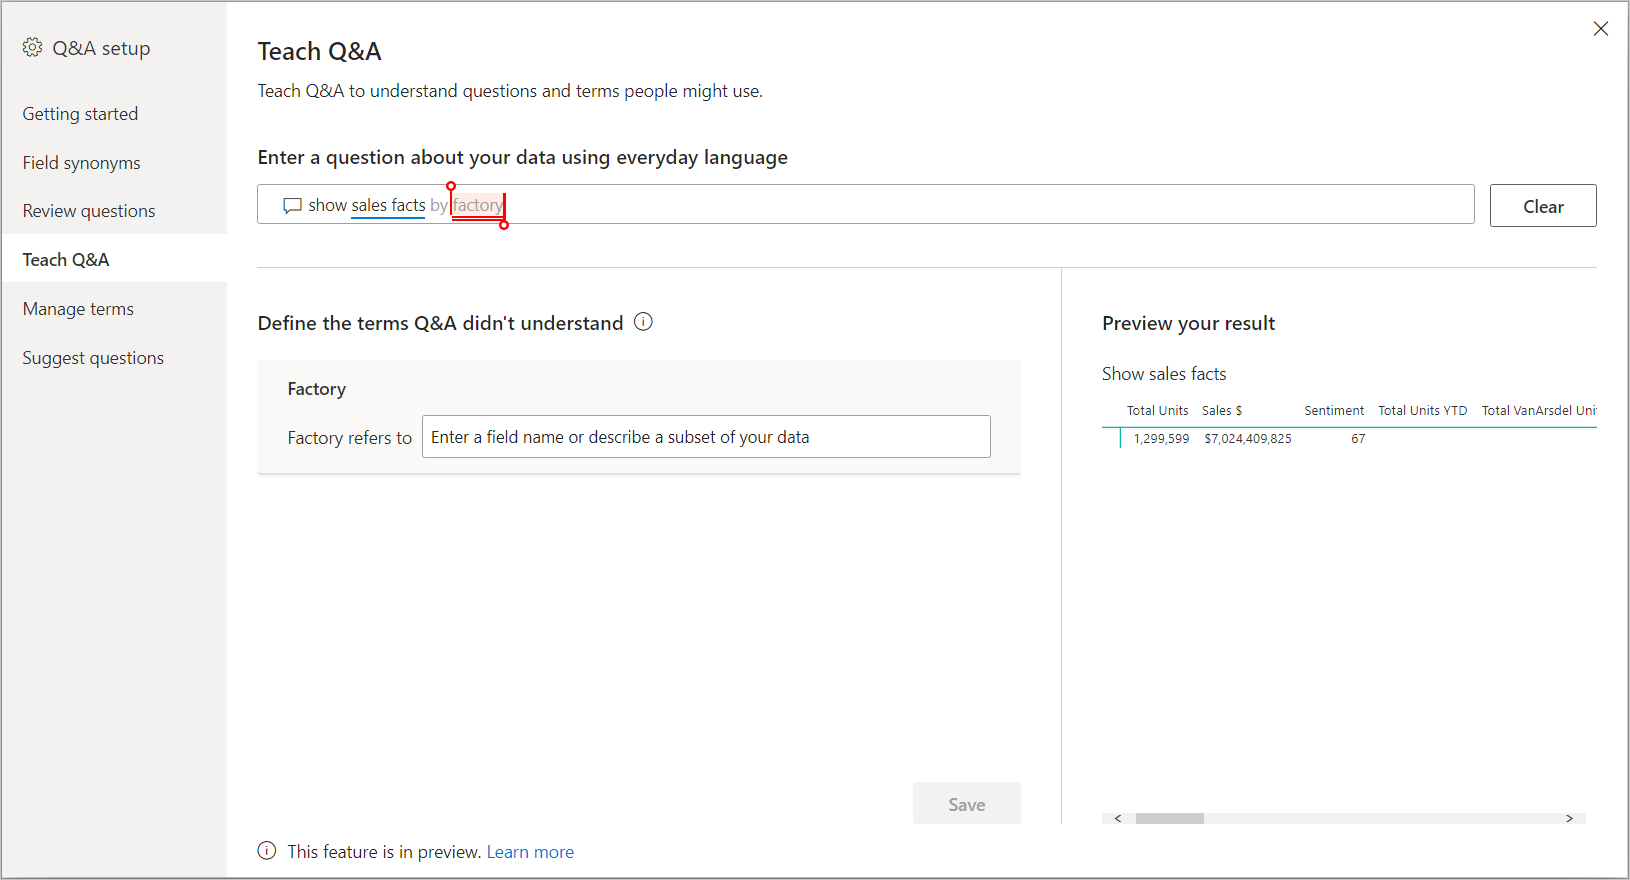 Q&A setup
Getting started
Field synonyms
Review questions
Teach Q&A
Manage terms
Suggest questions
Teach Q&A
Teach Q&A to understand questions and terms people might use.
Enter a question about your data using everyday language
show sales facts by factory
Clear
Define the terms Q&A didn't understand
Factory
Factory refers to Enter a field name or describe a subset of your data
Save
This feature is in preview. Learn more
Preview your result
Show sales facts
Total Units Sales $ Sentiment Total Units YTD Total VanArsdel Uni
1,299,599 $7,024,409,825 67